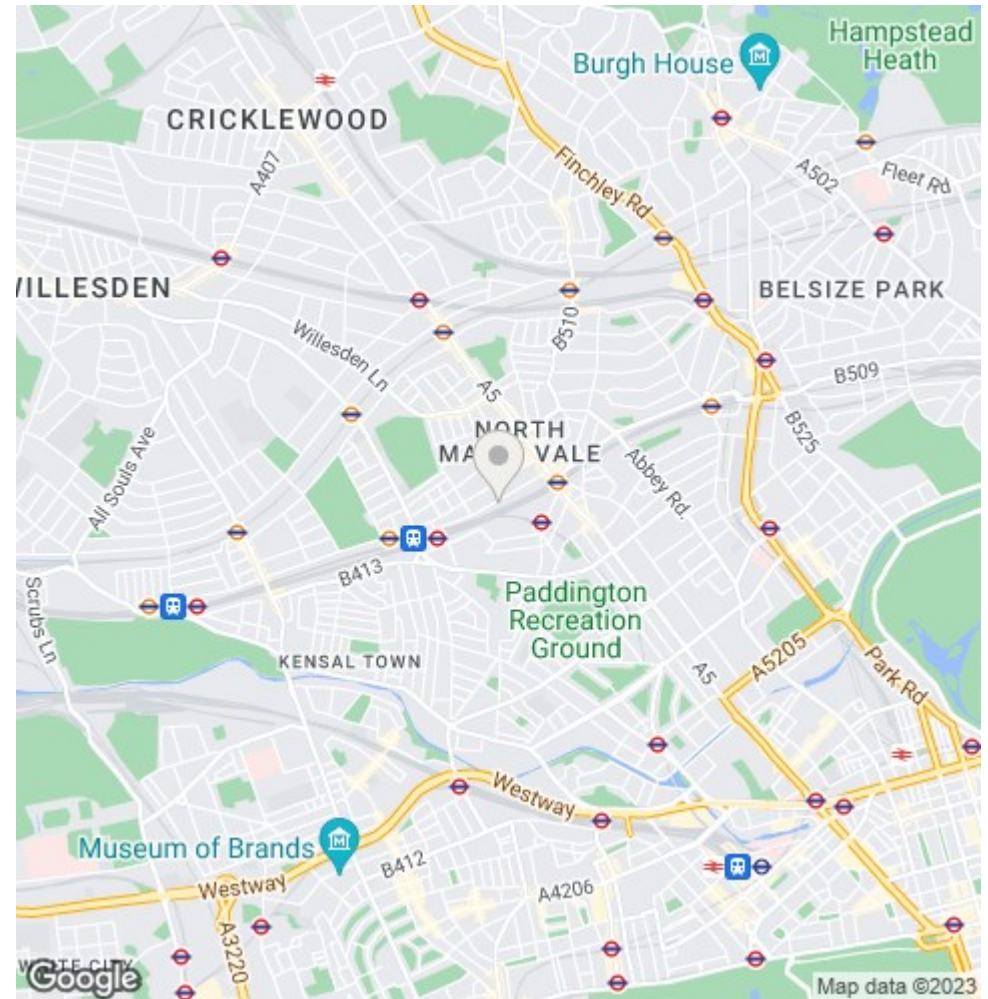 Hampstead
Heath
Burgh House
CRICKLEWOOD
A407
Finchley Rd
A502
Fleet Rd
WILLESDEN
BELSIZE PARK
B510
Willesden Ln
A5
B509
NORTH
VALE
B525
Abbey Rd.
All Souls Ave
B413
Scrubs Ln
Paddington
Recreation
Ground
KENSAL TOWN
A5
A5205
Park Rd
Westway
Museum of Brands
B412
Westway
A4206
A3220
WHITE CITY
Google
Map data ©2023